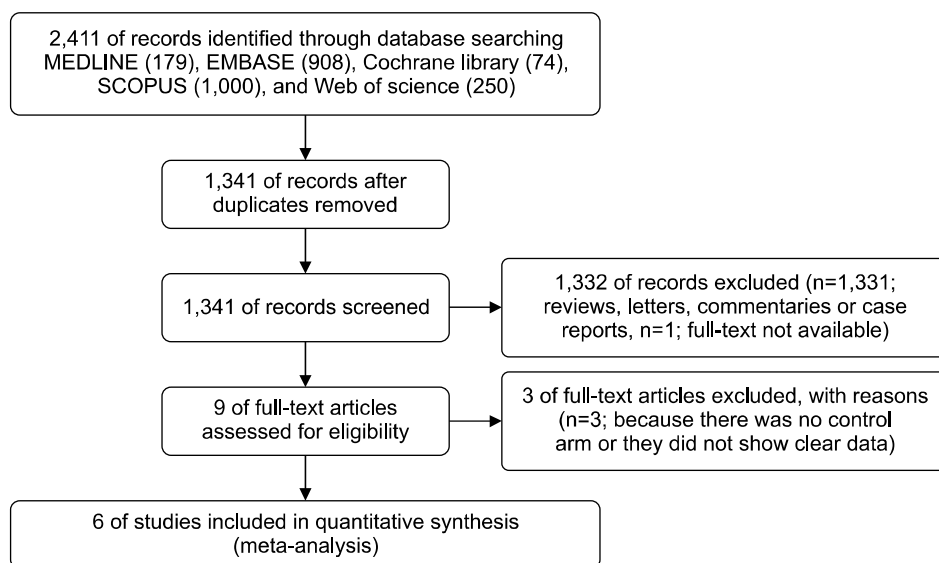 2,411 of records identified through database searching
MEDLINE (179), EMBASE (908), Cochrane library (74),
SCOPUS (1,000), and Web of science (250)
1,341 of records after
duplicates removed
1,341 of records screened
1,332 of records excluded (n=1,331;
reviews, letters, commentaries or case
reports, n=1; full-text not available)
9 of full-text articles
assessed for eligibility
3 of full-text articles excluded, with reasons
(n=3; because there was no control
arm or they did not show clear data)
6 of studies included in quantitative synthesis
(meta-analysis)